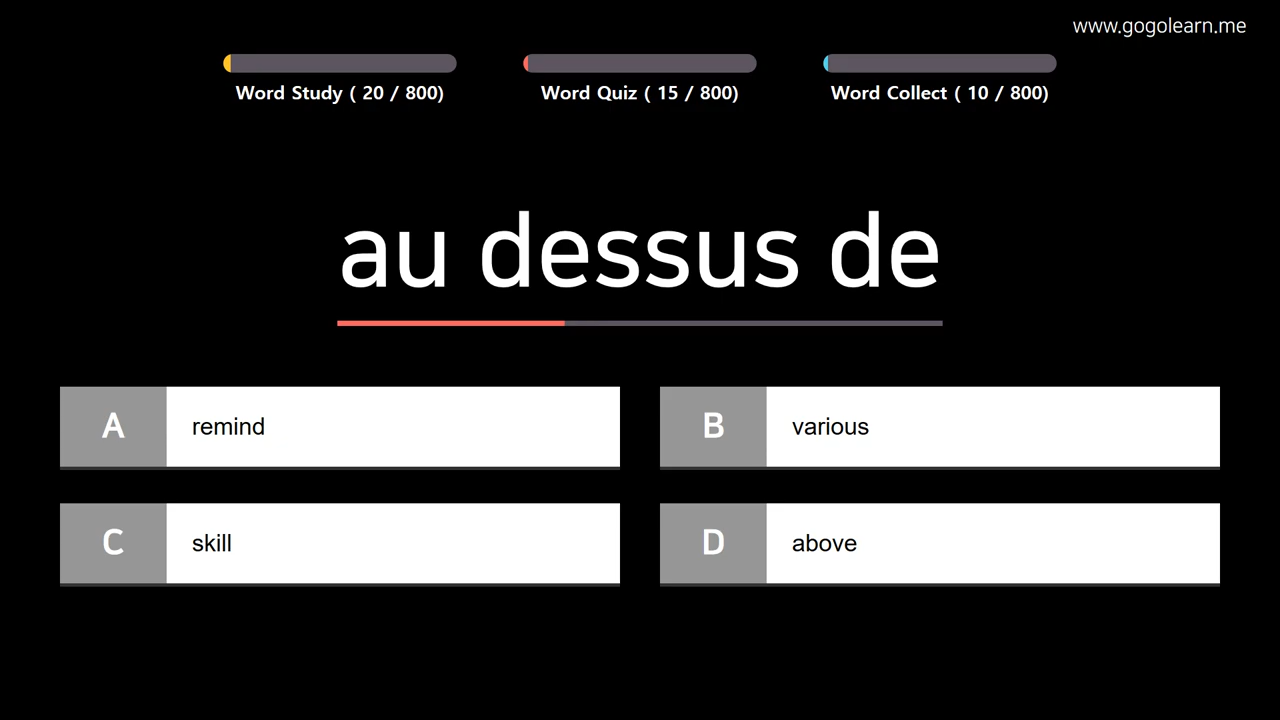 www.gogolearn.me
Word Study ( 20 / 800)
Word Quiz ( 15 / 800)
Word Collect ( 10 / 800)
au dessus de
A remind
B various
C skill
D above